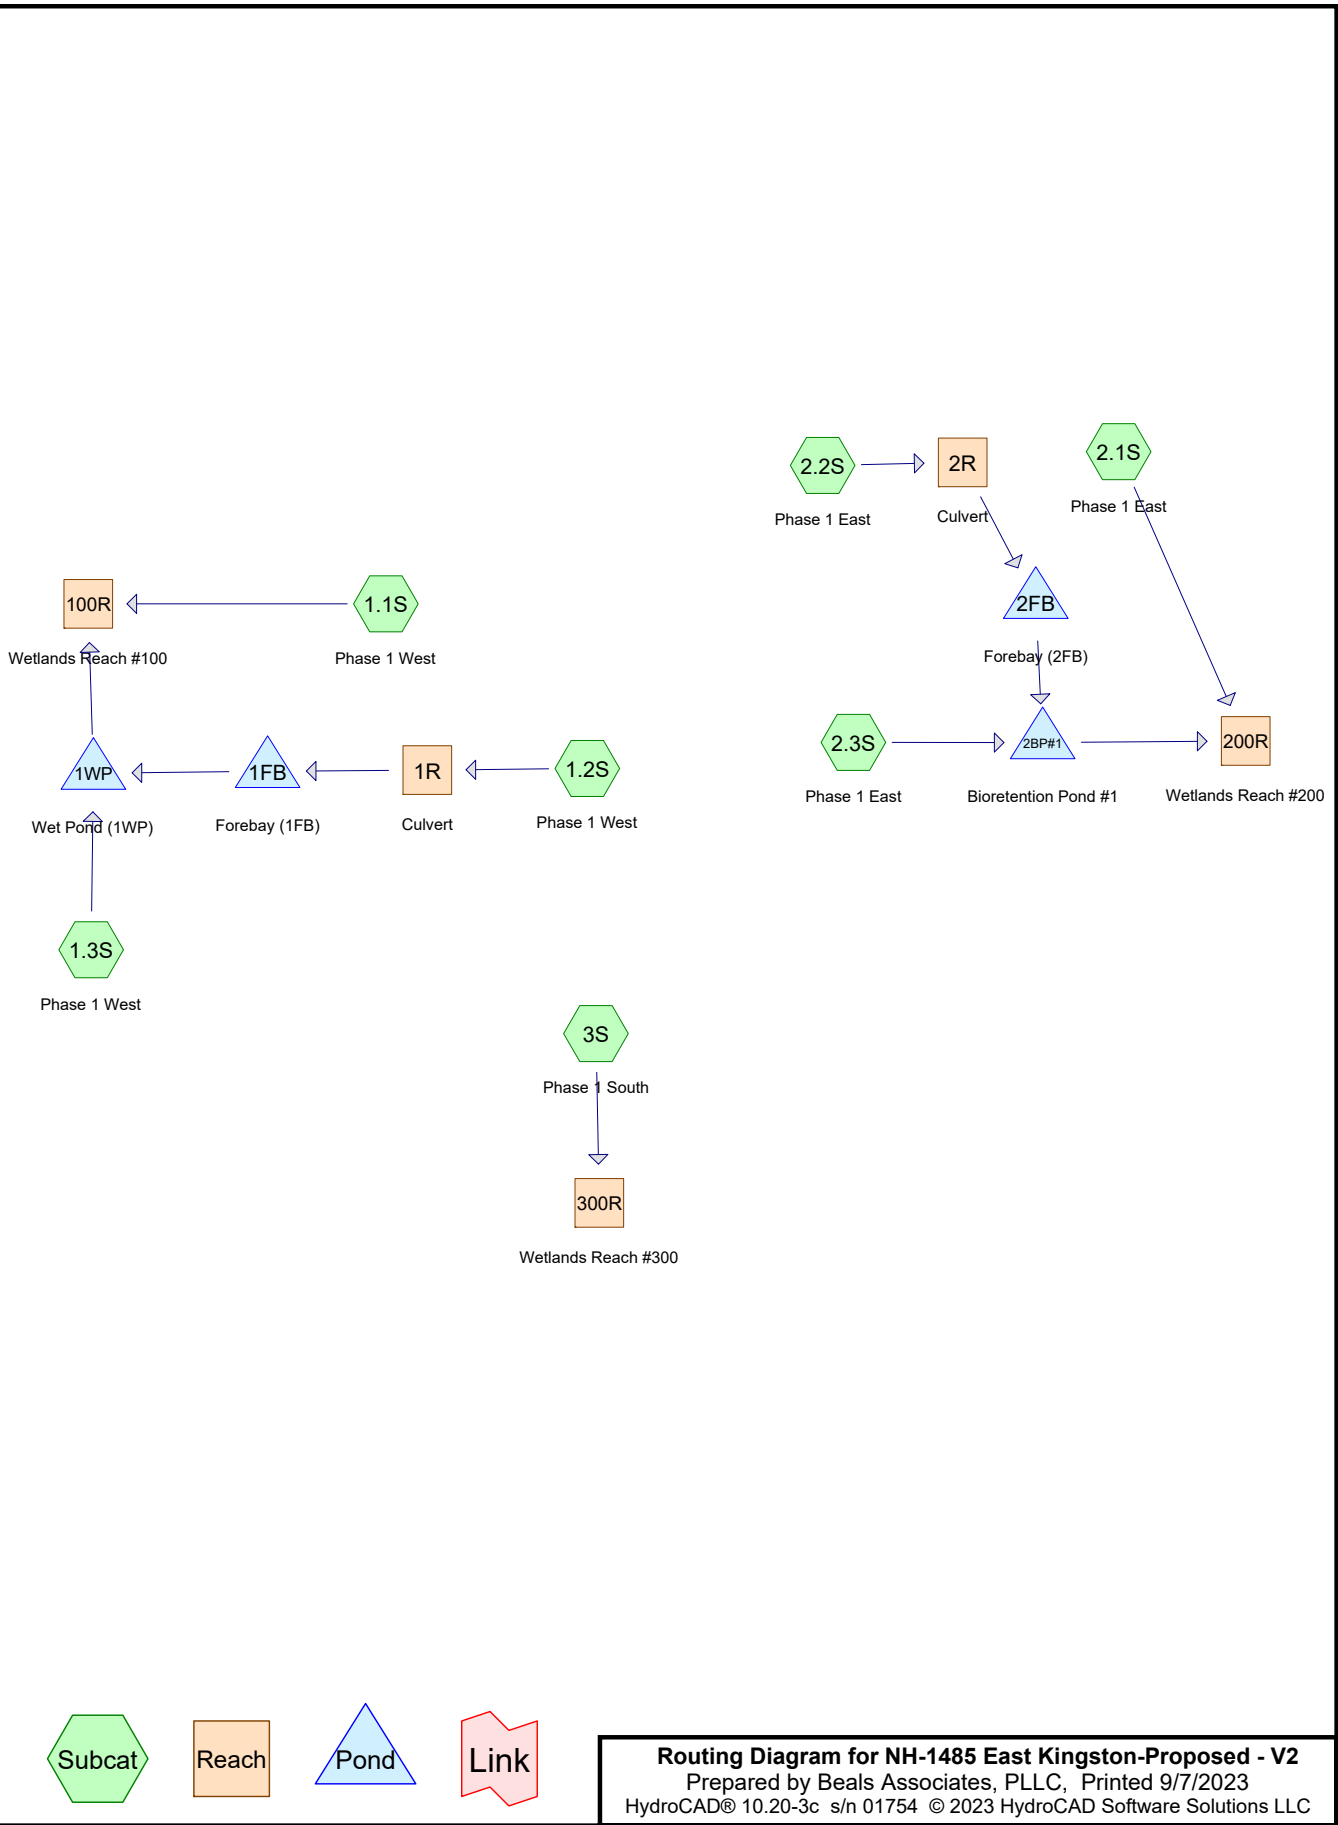 2.2S
2R
2.1S
Phase 1 East
Culvert
Phase 1 East
100R
1.1S
2FB
Wetlands Reach #100
Phase 1 West
Forebay (2FB)
2.3S
2BP#1
200R
1WP
1FB
1R
1.2S
Phase 1 East
Bioretention Pond #1
Wetlands Reach #200
Wet Pond (1WP)
Forebay (1FB)
Culvert
Phase 1 West
1.3S
Phase 1 West
3S
Phase 1 South
300R
Wetlands Reach #300
Subcat
Reach
Pond
Link
Routing Diagram for NH-1485 East Kingston-Proposed - V2
Prepared by Beals Associates, PLLC, Printed 9/7/2023
HydroCAD® 10.20-3c s/n 01754 © 2023 HydroCAD Software Solutions LLC